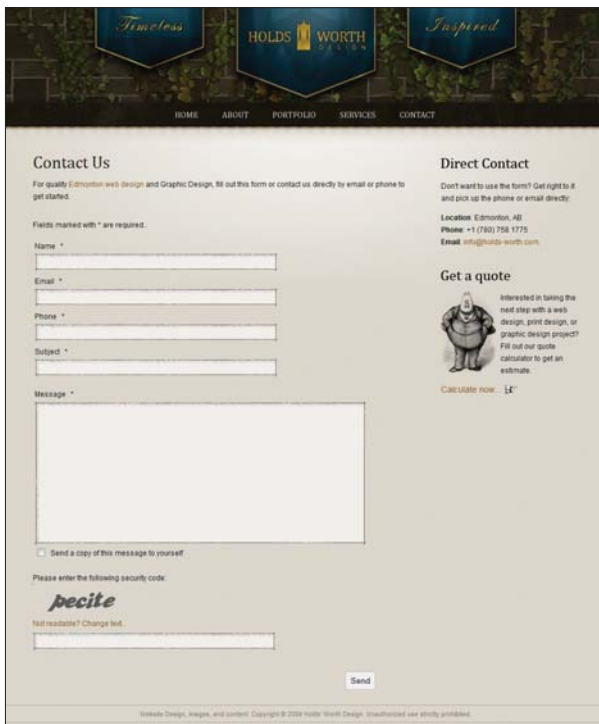 Timeless
HOLDS WORTH
DESIGN
Inspired
HOME ABOUT PORTFOLIO SERVICES CONTACT
Contact Us
For quality Edmonton web design and Graphic Design, fill out this form or contact us directly by email or phone to
get started.
Fields marked with * are required.
Name *
Email *
Phone *
Subject *
Message *
Send a copy of this message to yourself
Please enter the following security code:
pecite
Not readable? Change text.
Send
Direct Contact
Don't want to use the form? Get right to it
and pick up the phone or email directly:
Location: Edmonton, AB
Phone: +1 (780) 758 1775
Email: info@holds-worth.com
Get a quote
Interested in taking the
next step with a web
design, print design, or
graphic design project?
Fill out our quote
calculator to get an
estimate.
Calculate now...
Website Design, images, and content Copyright © 2009 Holds Worth Design. Unauthorized use strictly prohibited.